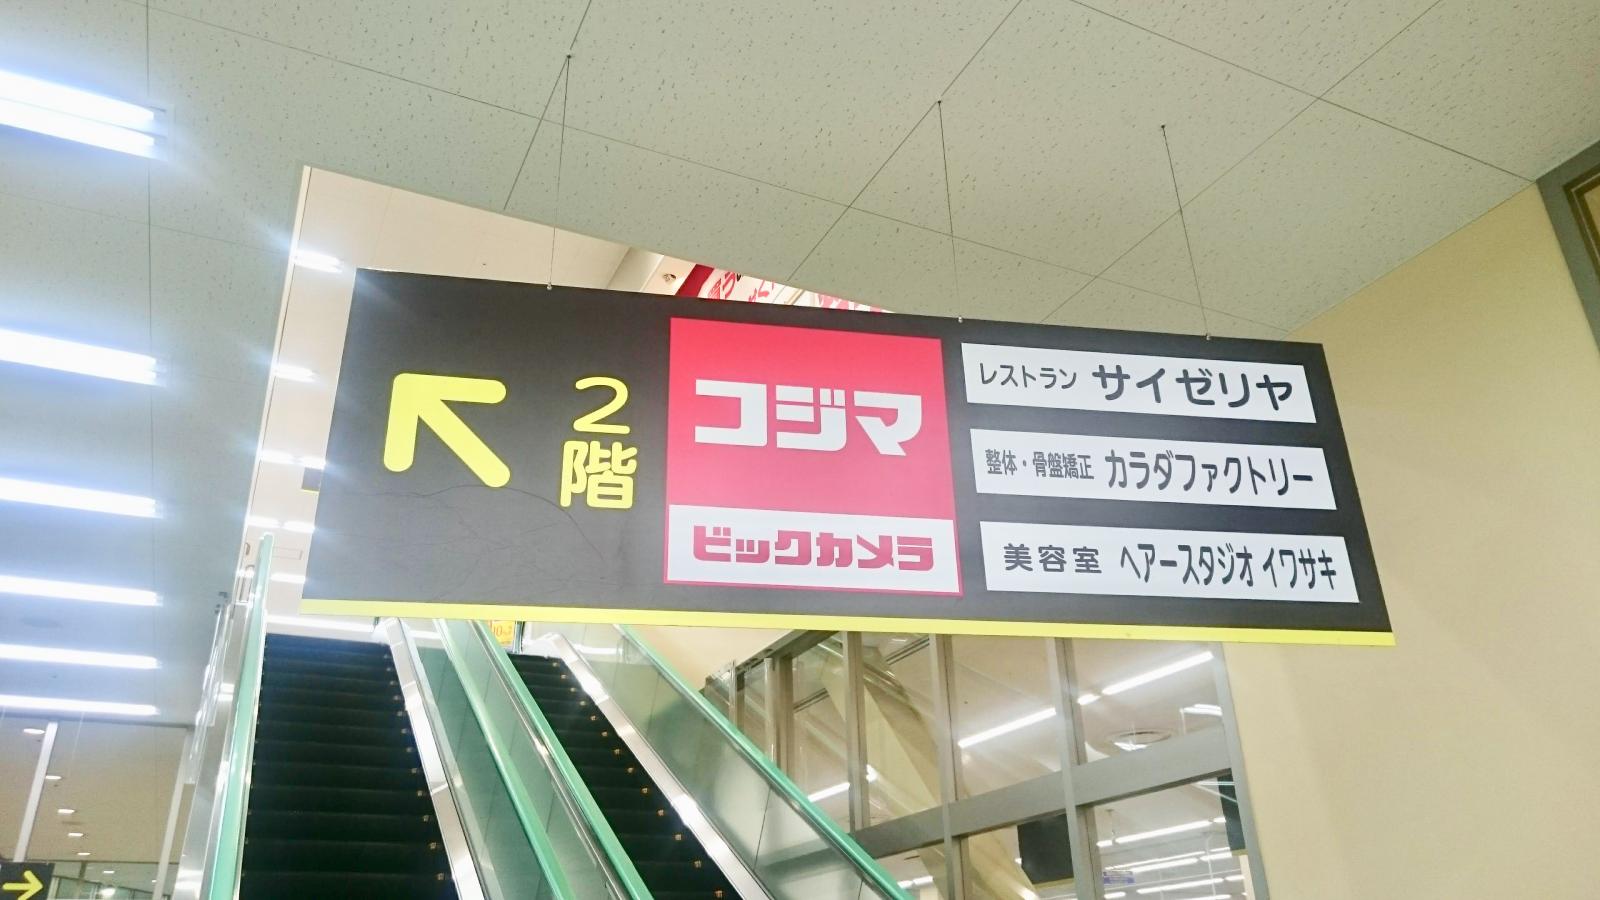 2階
コジマ
ビックカメラ
レストラン サイゼリヤ
整体・骨盤矯正 カラダファクトリー
美容室 ヘアースタジオ イワサキ